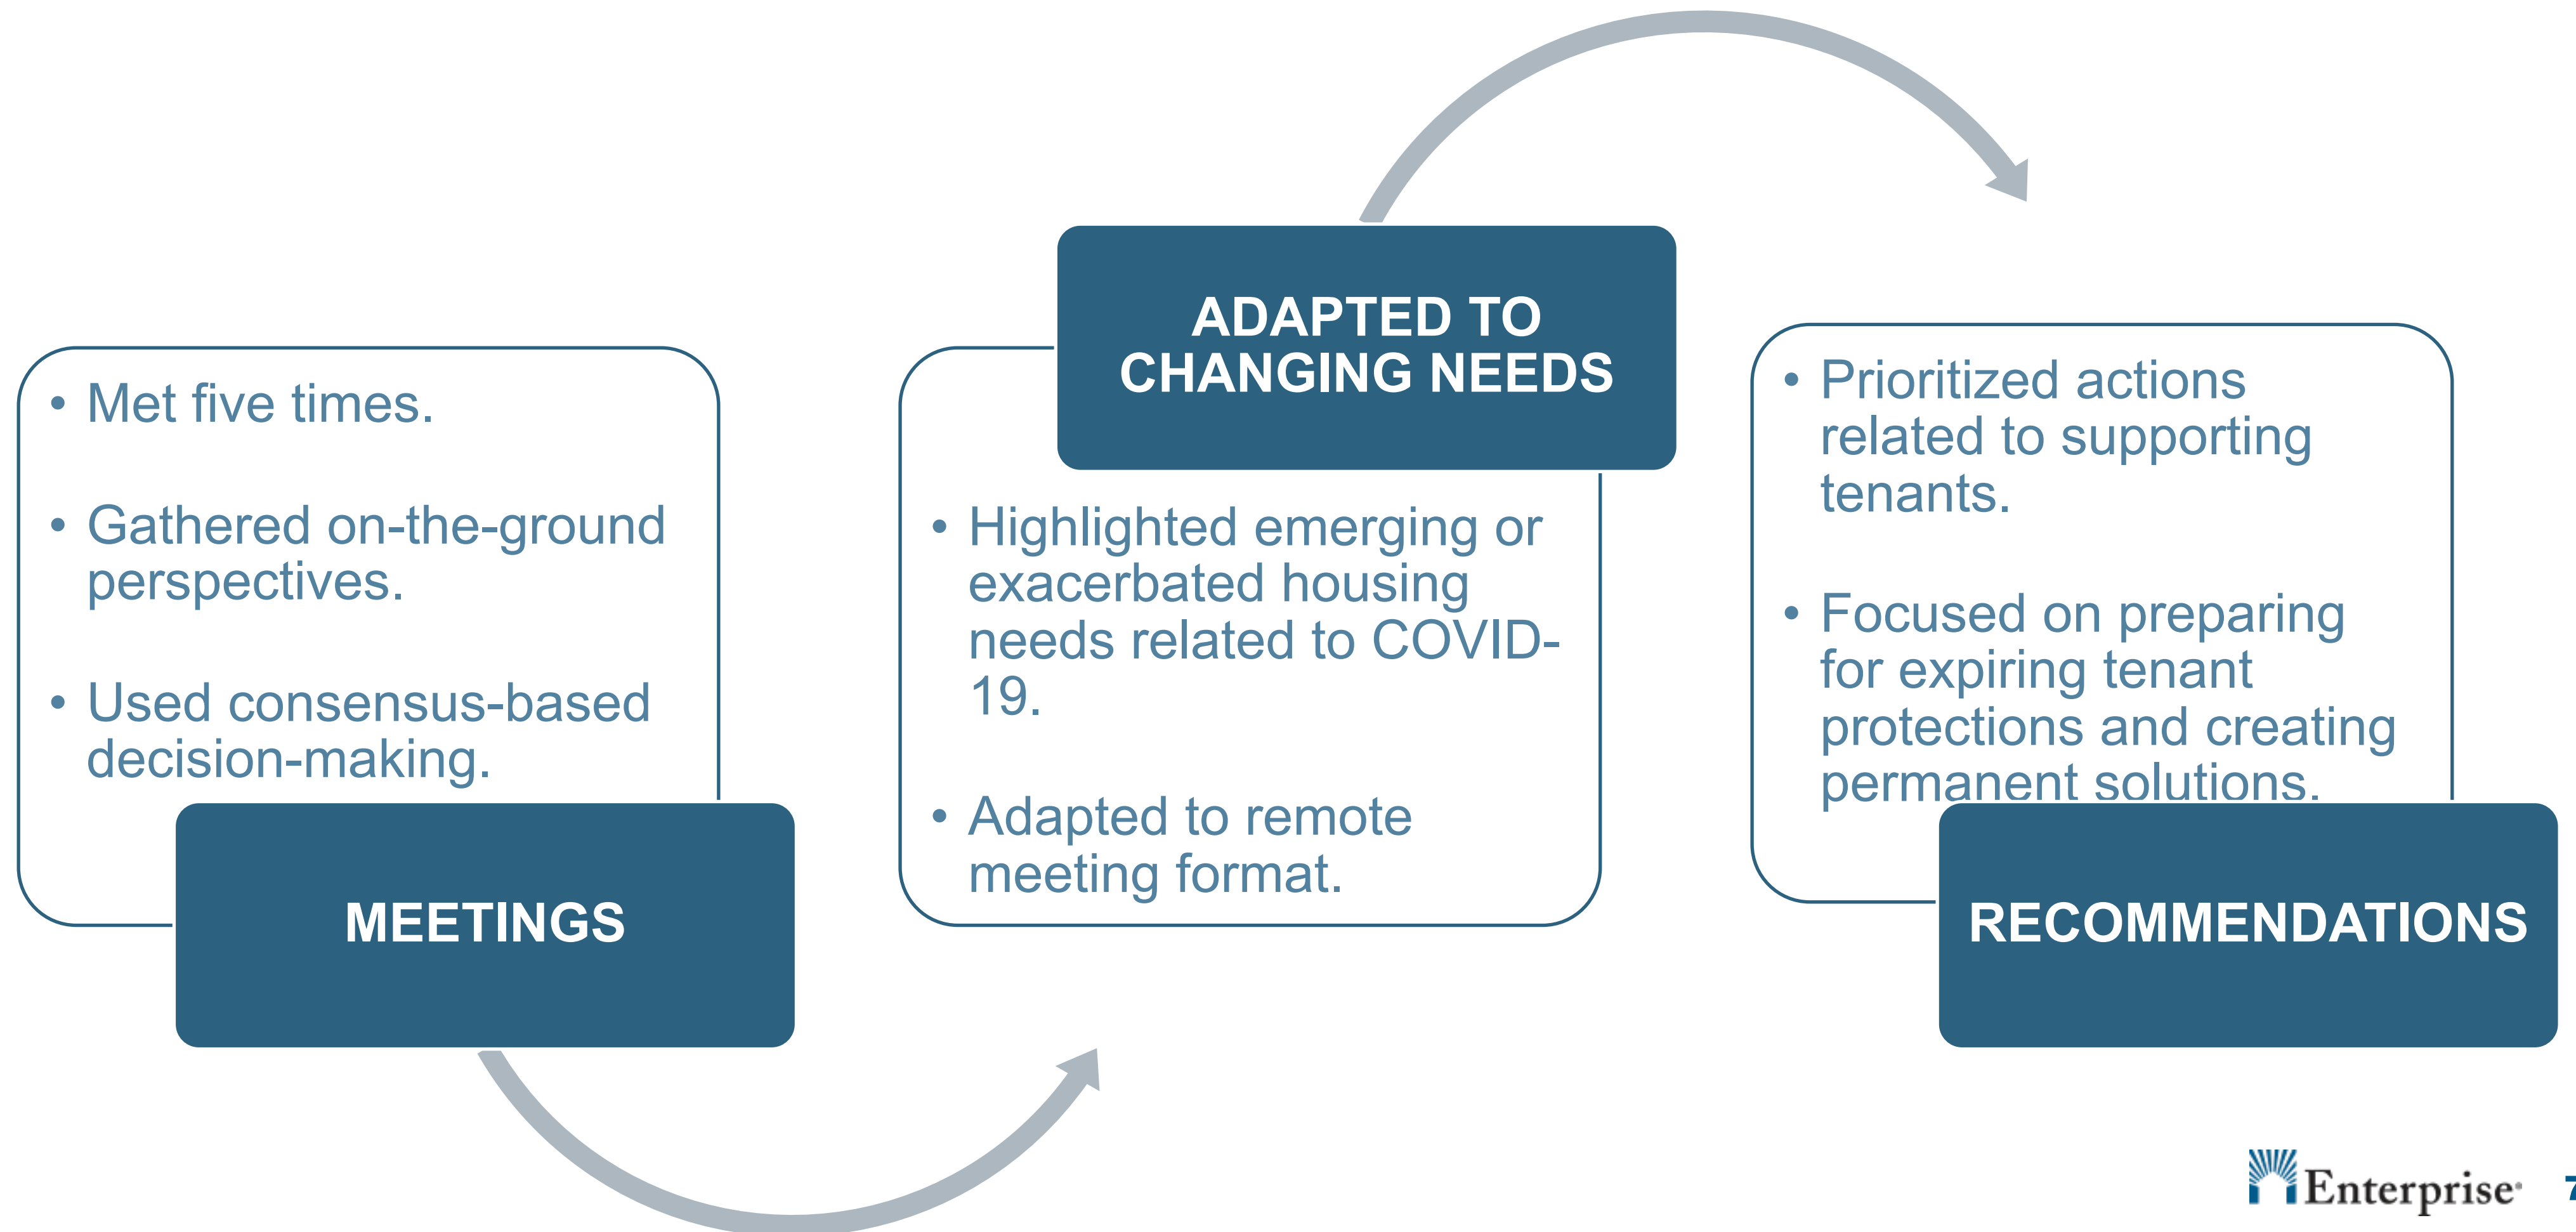 • Met five times.
• Gathered on-the-ground
perspectives.
• Used consensus-based
decision-making.
MEETINGS
ADAPTED TO
CHANGING NEEDS
• Highlighted emerging or
exacerbated housing
needs related to COVID-
19.
• Adapted to remote
meeting format.
• Prioritized actions
related to supporting
tenants.
• Focused on preparing
for expiring tenant
protections and creating
permanent solutions.
RECOMMENDATIONS
Enterprise® 7